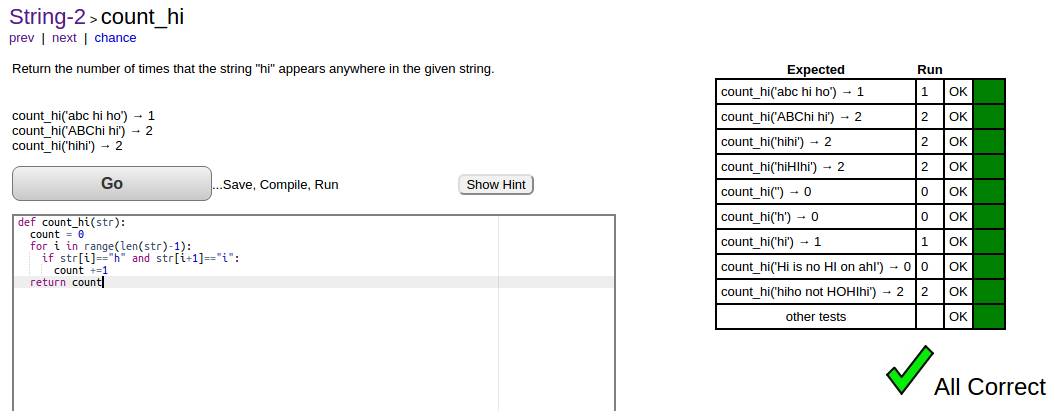 String-2 > count_hi
prev | next | chance
Return the number of times that the string "hi" appears anywhere in the given string.
count_hi('abc hi ho') → 1
count_hi('ABChi hi') → 2
count_hi('hihi') → 2
Go ...Save, Compile, Run Show Hint
def count_hi(str):
  count = 0
  for i in range(len(str)-1):
    if str[i]=="h" and str[i+1]=="i":
      count +=1
  return count
Expected Run
count_hi('abc hi ho') → 1 1 OK
count_hi('ABChi hi') → 2 2 OK
count_hi('hihi') → 2 2 OK
count_hi('hiHIhi') → 2 2 OK
count_hi('') → 0 0 OK
count_hi('h') → 0 0 OK
count_hi('hi') → 1 1 OK
count_hi('Hi is no HI on ahI') → 0 0 OK
count_hi('hiho not HOHIhi') → 2 2 OK
other tests OK
All Correct